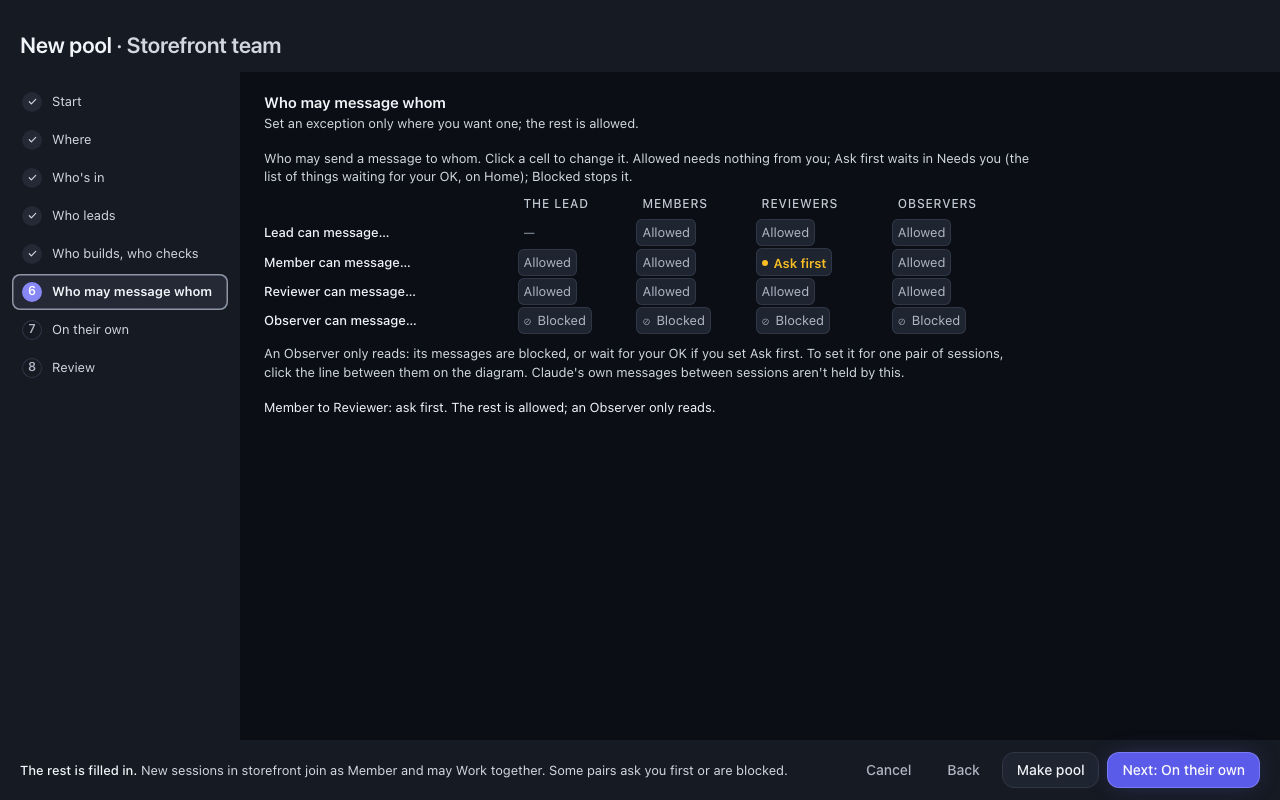 New pool · Storefront team
Start
Where
Who's in
Who leads
Who builds, who checks
6 Who may message whom
7 On their own
8 Review
Who may message whom
Set an exception only where you want one; the rest is allowed.
Who may send a message to whom. Click a cell to change it. Allowed needs nothing from you; Ask first waits in Needs you (the
list of things waiting for your OK, on Home); Blocked stops it.
THE LEAD MEMBERS REVIEWERS OBSERVERS
Lead can message... — Allowed Allowed Allowed
Member can message... Allowed Allowed Ask first Allowed
Reviewer can message... Allowed Allowed Allowed Allowed
Observer can message... Blocked Blocked Blocked Blocked
An Observer only reads: its messages are blocked, or wait for your OK if you set Ask first. To set it for one pair of sessions,
click the line between them on the diagram. Claude's own messages between sessions aren't held by this.
Member to Reviewer: ask first. The rest is allowed; an Observer only reads.
The rest is filled in. New sessions in storefront join as Member and may Work together. Some pairs ask you first or are blocked.
Cancel Back Make pool Next: On their own